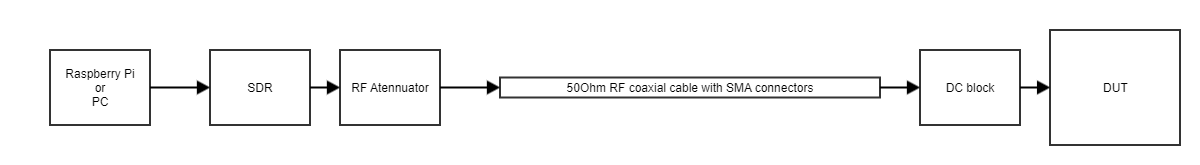 Raspberry Pi
or
PC
SDR
RF Atennuator
50Ohm RF coaxial cable with SMA connectors
DC block
DUT